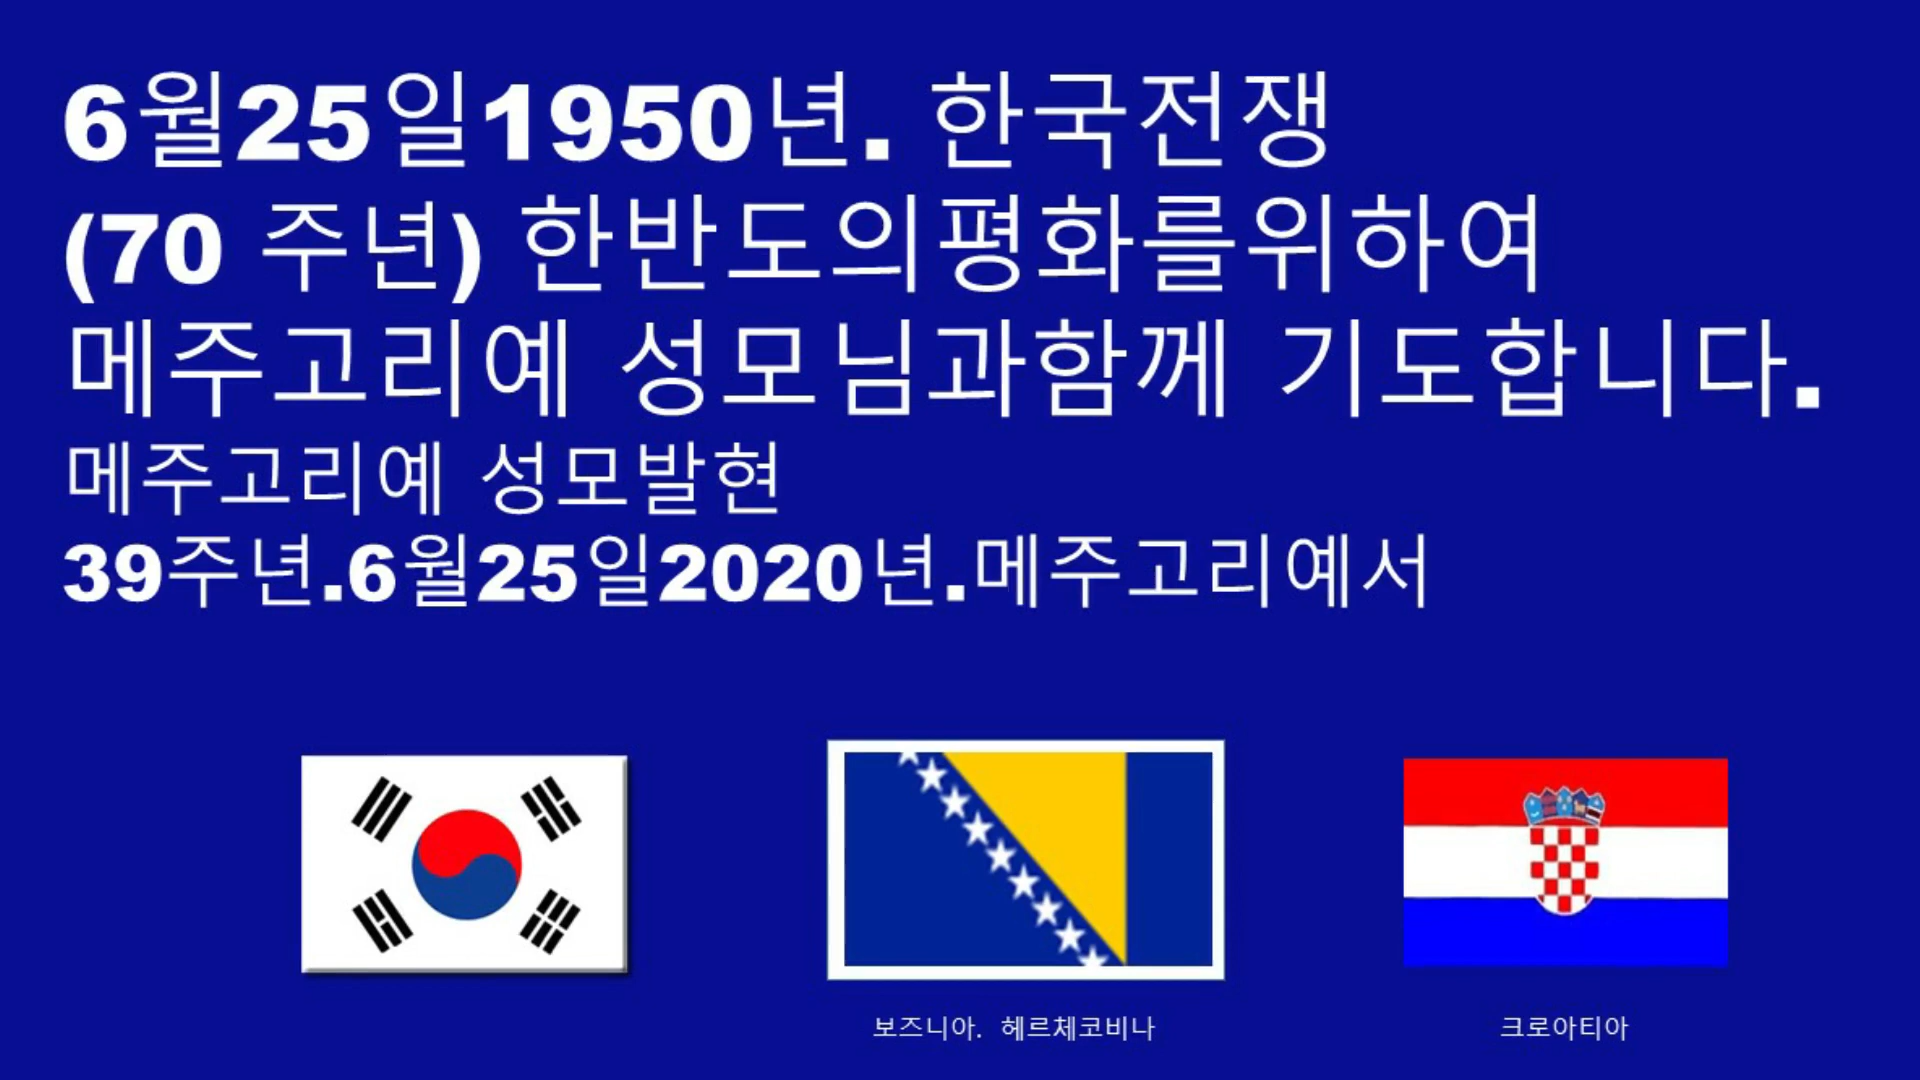 6월25일1950년. 한국전쟁
(70 주년) 한반도의평화를위하여
메주고리예 성모님과함께 기도합니다.
메주고리예 성모발현
39주년.6월25일2020년.메주고리예서
보즈니아. 헤르체코비나
크로아티아